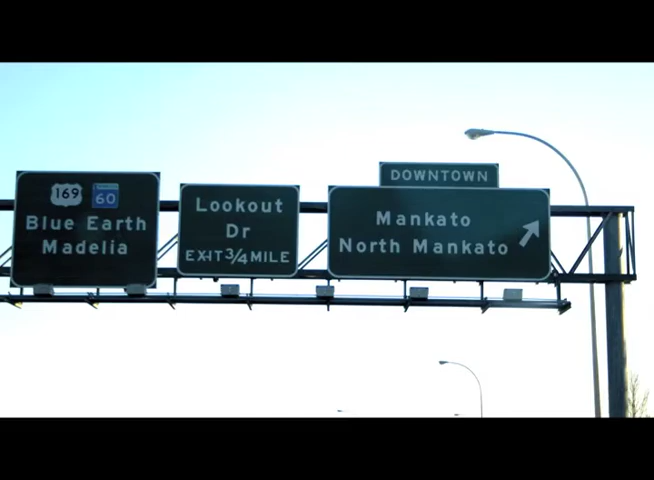 169 60
Blue Earth
Madelia
Lookout
Dr
EXIT 3/4 MILE
DOWNTOWN
Mankato
North Mankato